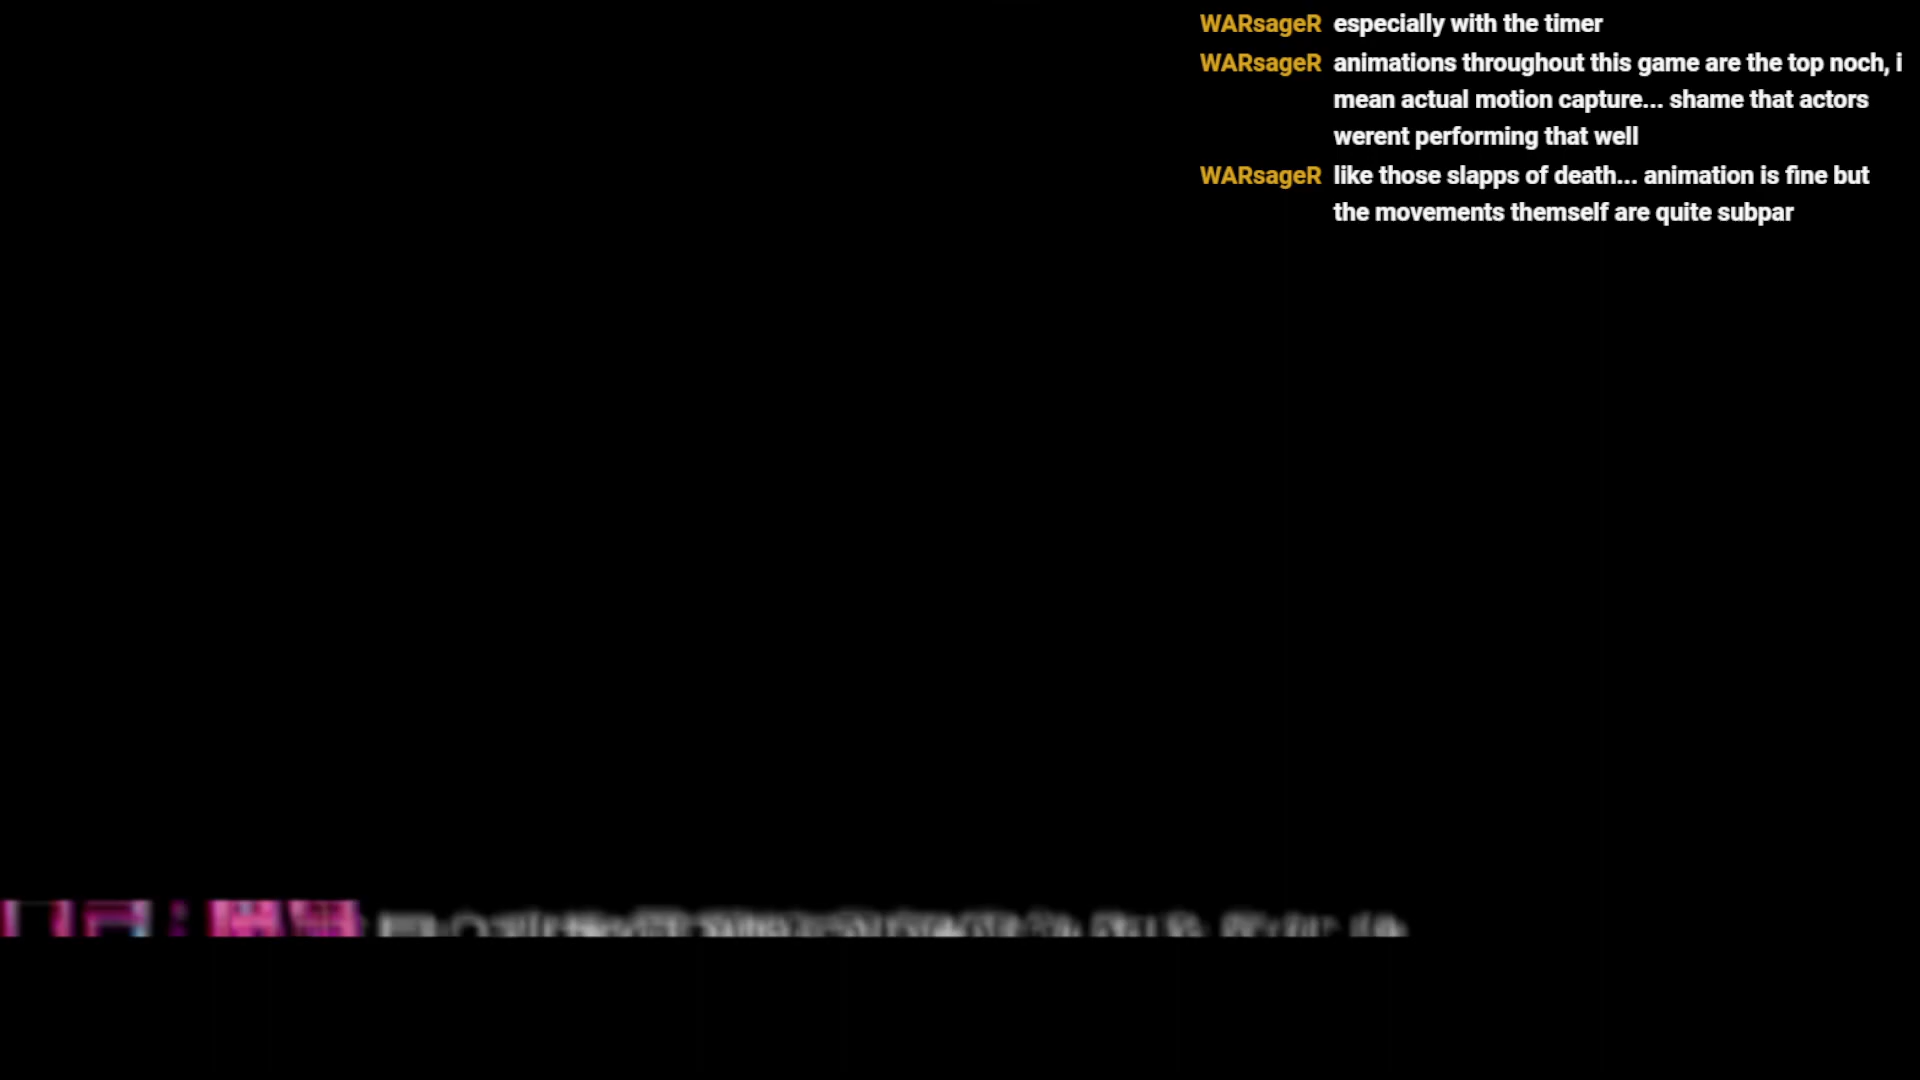 WARsageR especially with the timer
WARsageR animations throughout this game are the top noch, i
mean actual motion capture... shame that actors
werent performing that well
WARsageR like those slapps of death... animation is fine but
the movements themself are quite subpar